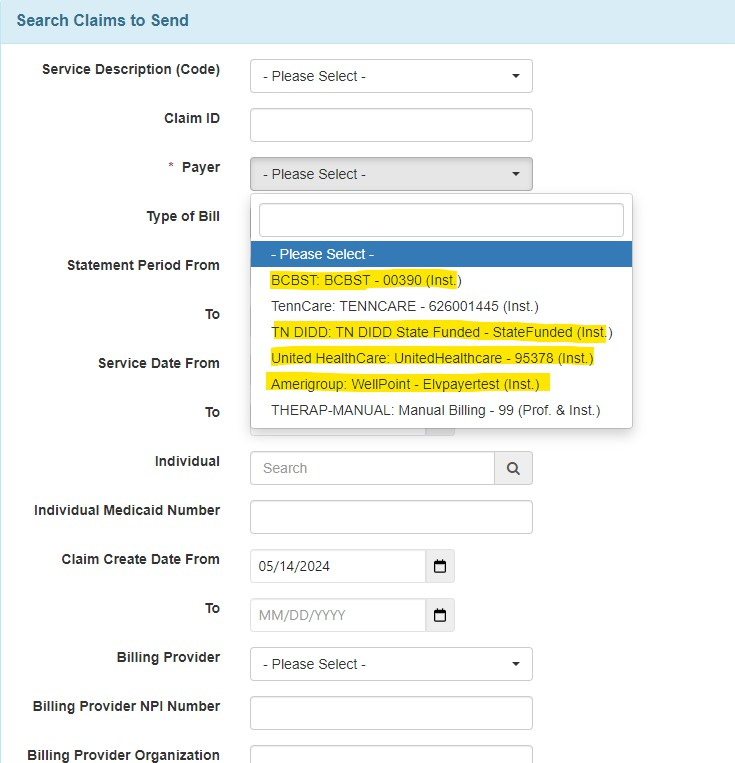 Search Claims to Send
Service Description (Code)
- Please Select -
Claim ID
* Payer
- Please Select -
Type of Bill
- Please Select -
Statement Period From
BCBST: BCBST - 00390 (Inst.)
TennCare: TENNCARE - 626001445 (Inst.)
To
TN DIDD: TN DIDD State Funded - StateFunded (Inst.)
Service Date From
United HealthCare: UnitedHealthcare - 95378 (Inst.)
Amerigroup: WellPoint - Elvpayertest (Inst.)
To
THERAP-MANUAL: Manual Billing - 99 (Prof. & Inst.)
Individual
Search
Individual Medicaid Number
Claim Create Date From
05/14/2024
To
MM/DD/YYYY
Billing Provider
- Please Select -
Billing Provider NPI Number
Billing Provider Organization